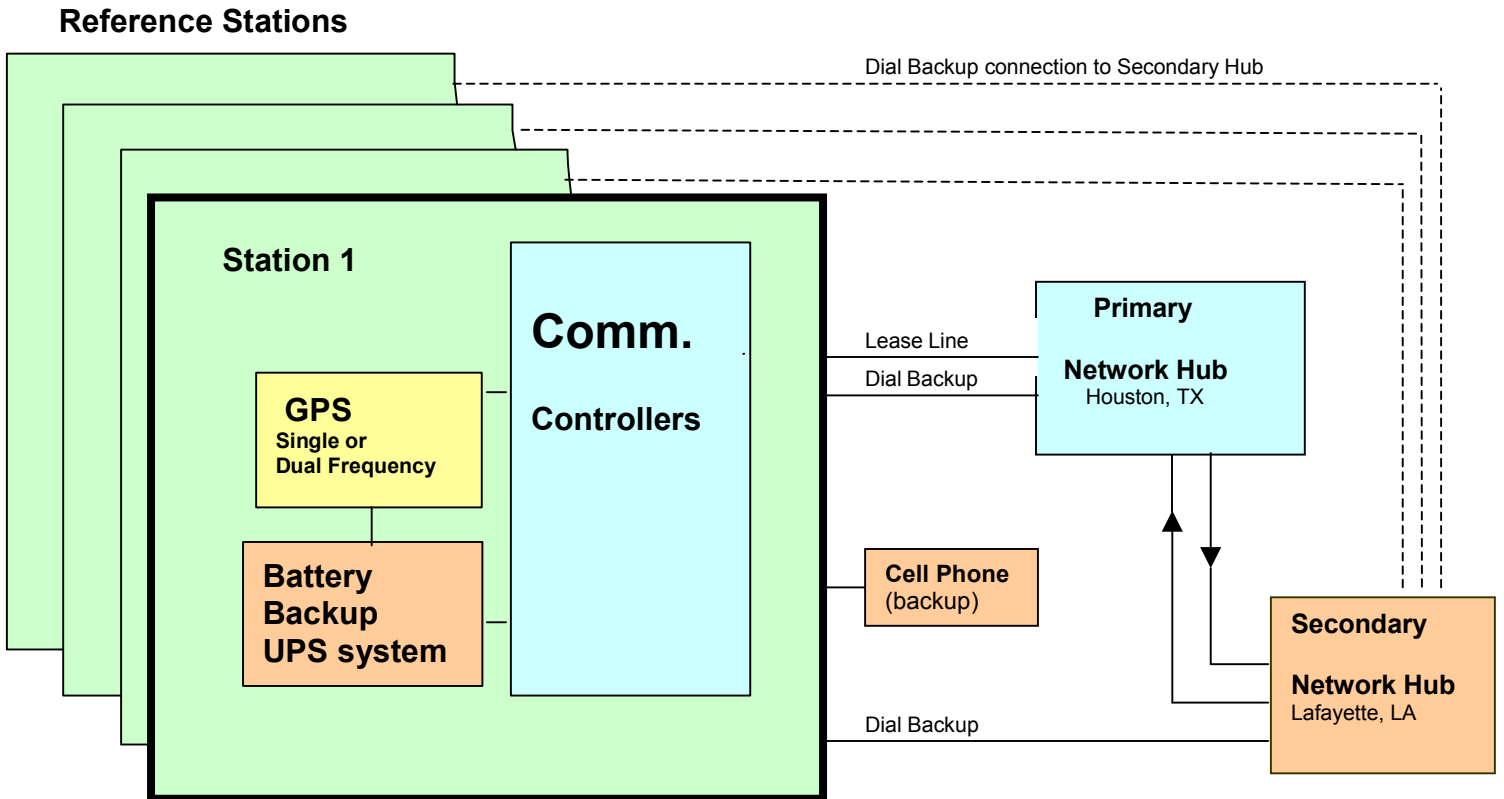 Reference Stations
Dial Backup connection to Secondary Hub
Station 1
Comm.
Controllers
GPS
Single or
Dual Frequency
Battery
Backup
UPS system
Lease Line
Dial Backup
Primary
Network Hub
Houston, TX
Cell Phone
(backup)
Secondary
Network Hub
Lafayette, LA
Dial Backup